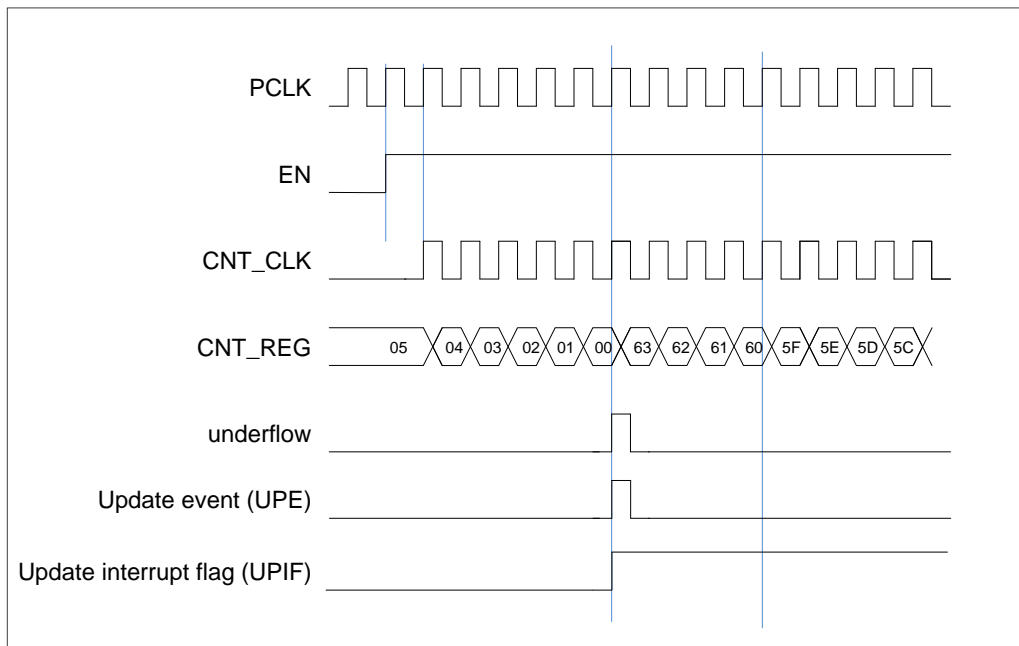 PCLK
EN
CNT_CLK
CNT_REG 05 04 03 02 01 00 63 62 61 60 5F 5E 5D 5C
underflow
Update event (UPE)
Update interrupt flag (UPIF)